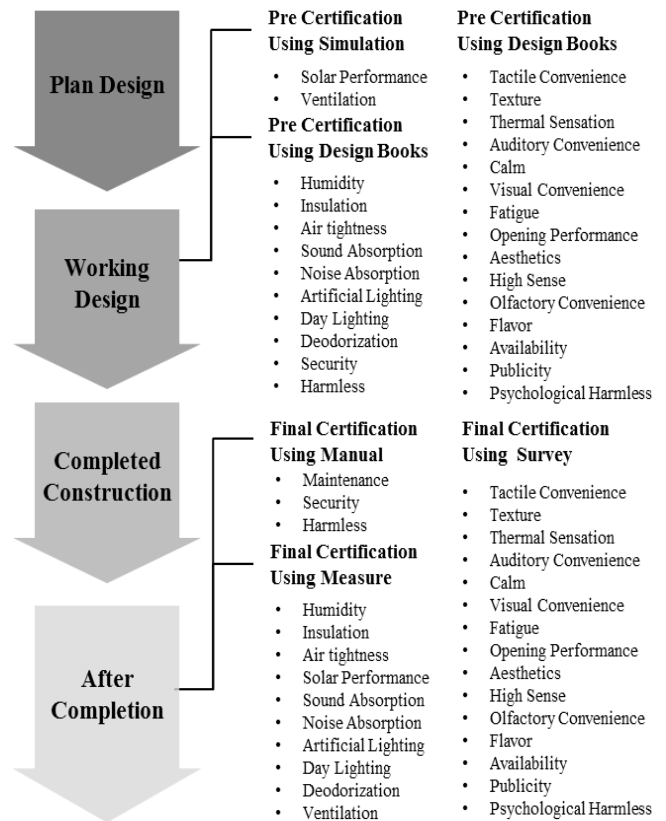 Plan Design
Working
Design
Completed
Construction
After
Completion
Pre Certification
Using Simulation
• Solar Performance
• Ventilation
Pre Certification
Using Design Books
• Humidity
• Insulation
• Air tightness
• Sound Absorption
• Noise Absorption
• Artificial Lighting
• Day Lighting
• Deodorization
• Security
• Harmless
Pre Certification
Using Design Books
• Tactile Convenience
• Texture
• Thermal Sensation
• Auditory Convenience
• Calm
• Visual Convenience
• Fatigue
• Opening Performance
• Aesthetics
• High Sense
• Olfactory Convenience
• Flavor
• Availability
• Publicity
• Psychological Harmless
Final Certification
Using Manual
• Maintenance
• Security
• Harmless
Final Certification
Using Measure
• Humidity
• Insulation
• Air tightness
• Solar Performance
• Sound Absorption
• Noise Absorption
• Artificial Lighting
• Day Lighting
• Deodorization
• Ventilation
Final Certification
Using Survey
• Tactile Convenience
• Texture
• Thermal Sensation
• Auditory Convenience
• Calm
• Visual Convenience
• Fatigue
• Opening Performance
• Aesthetics
• High Sense
• Olfactory Convenience
• Flavor
• Availability
• Publicity
• Psychological Harmless